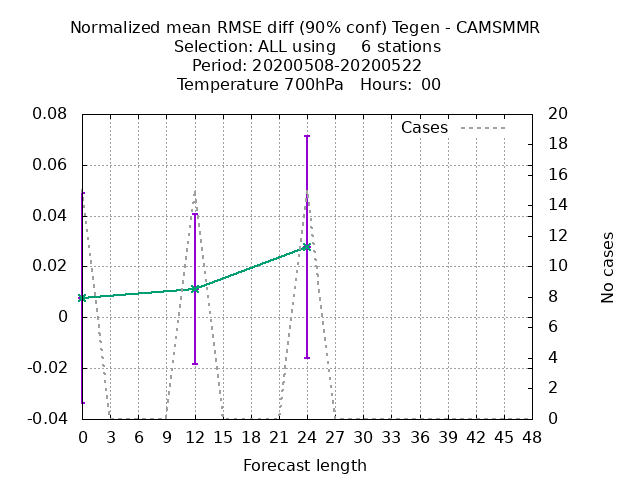 Normalized mean RMSE diff (90% conf) Tegen - CAMSMMR
Selection: ALL using 6 stations
Period: 20200508-20200522
Temperature 700hPa Hours: 00
Cases
0.08
0.06
0.04
0.02
0
-0.02
-0.04
20
18
16
14
12
10
8
6
4
2
0
No cases
0 3 6 9 12 15 18 21 24 27 30 33 36 39 42 45 48
Forecast length